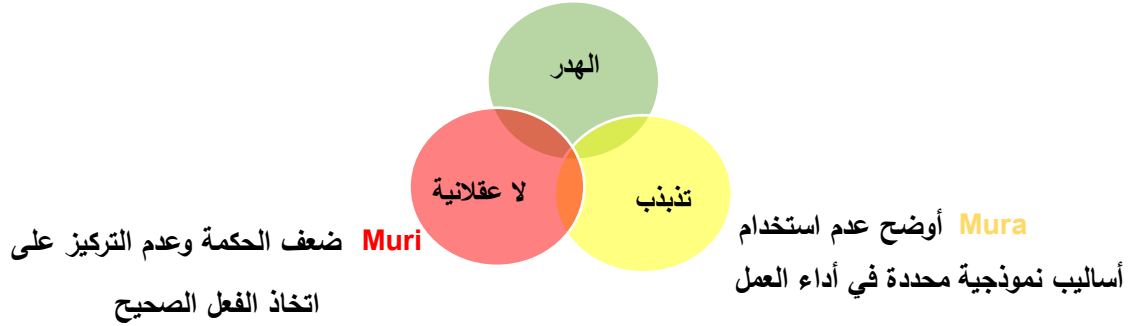 الهدر
لا عقلانية
تذبذب
Mura أوضح عدم استخدام
أساليب نموذجية محددة في أداء العمل
Muri ضعف الحكمة وعدم التركيز على
اتخاذ الفعل الصحيح